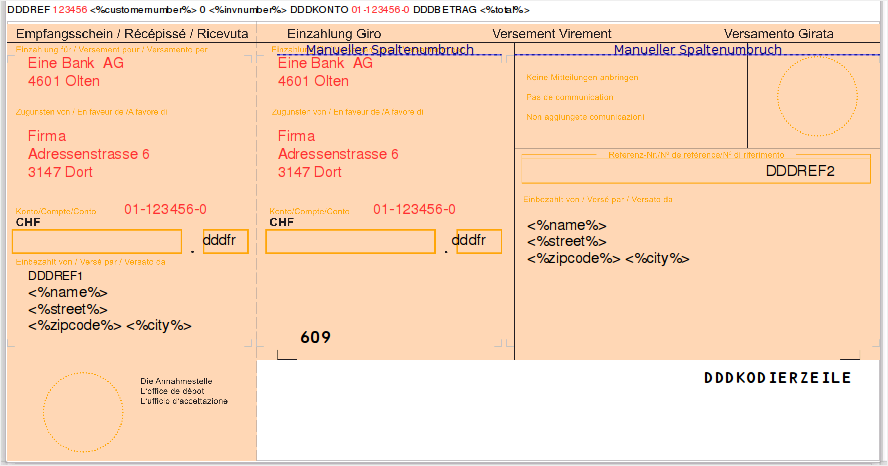 DDDREF 123456 <%customernumber%> 0 <%invnumber%> DDDKONTO 01-123456-0 DDDBETRAG <%total%>
Empfangsschein / Récépissé / Ricevuta
Einzahlung für / Versement pour / Versamento per
Eine Bank AG
4601 Olten
Zugunsten von / En faveur de /A favore di
Firma
Adressenstrasse 6
3147 Dort
Konto/Compte/Conto 01-123456-0
CHF
. dddfr
Einbezahlt von / Versé par / Versato da
DDDREF1
<%name%>
<%street%>
<%zipcode%> <%city%>
Die Annahmestelle
L'office de dépot
L'ufficio d'accettazione
Einzahlung Giro
Versement Virement
Versamento Girata
Manueller Spaltenumbruch
Eine Bank AG
4601 Olten
Zugunsten von / En faveur de /A favore di
Firma
Adressenstrasse 6
3147 Dort
Konto/Compte/Conto 01-123456-0
CHF
. dddfr
609
Manueller Spaltenumbruch
Keine Mitteilungen anbringen
Pas de communication
Non aggiungete comunicazioni
Referenz-Nr./N° de référence/N° di riferimento
DDDREF2
Einbezahlt von / Versé par / Versato da
<%name%>
<%street%>
<%zipcode%> <%city%>
DDDKODIERZEILE